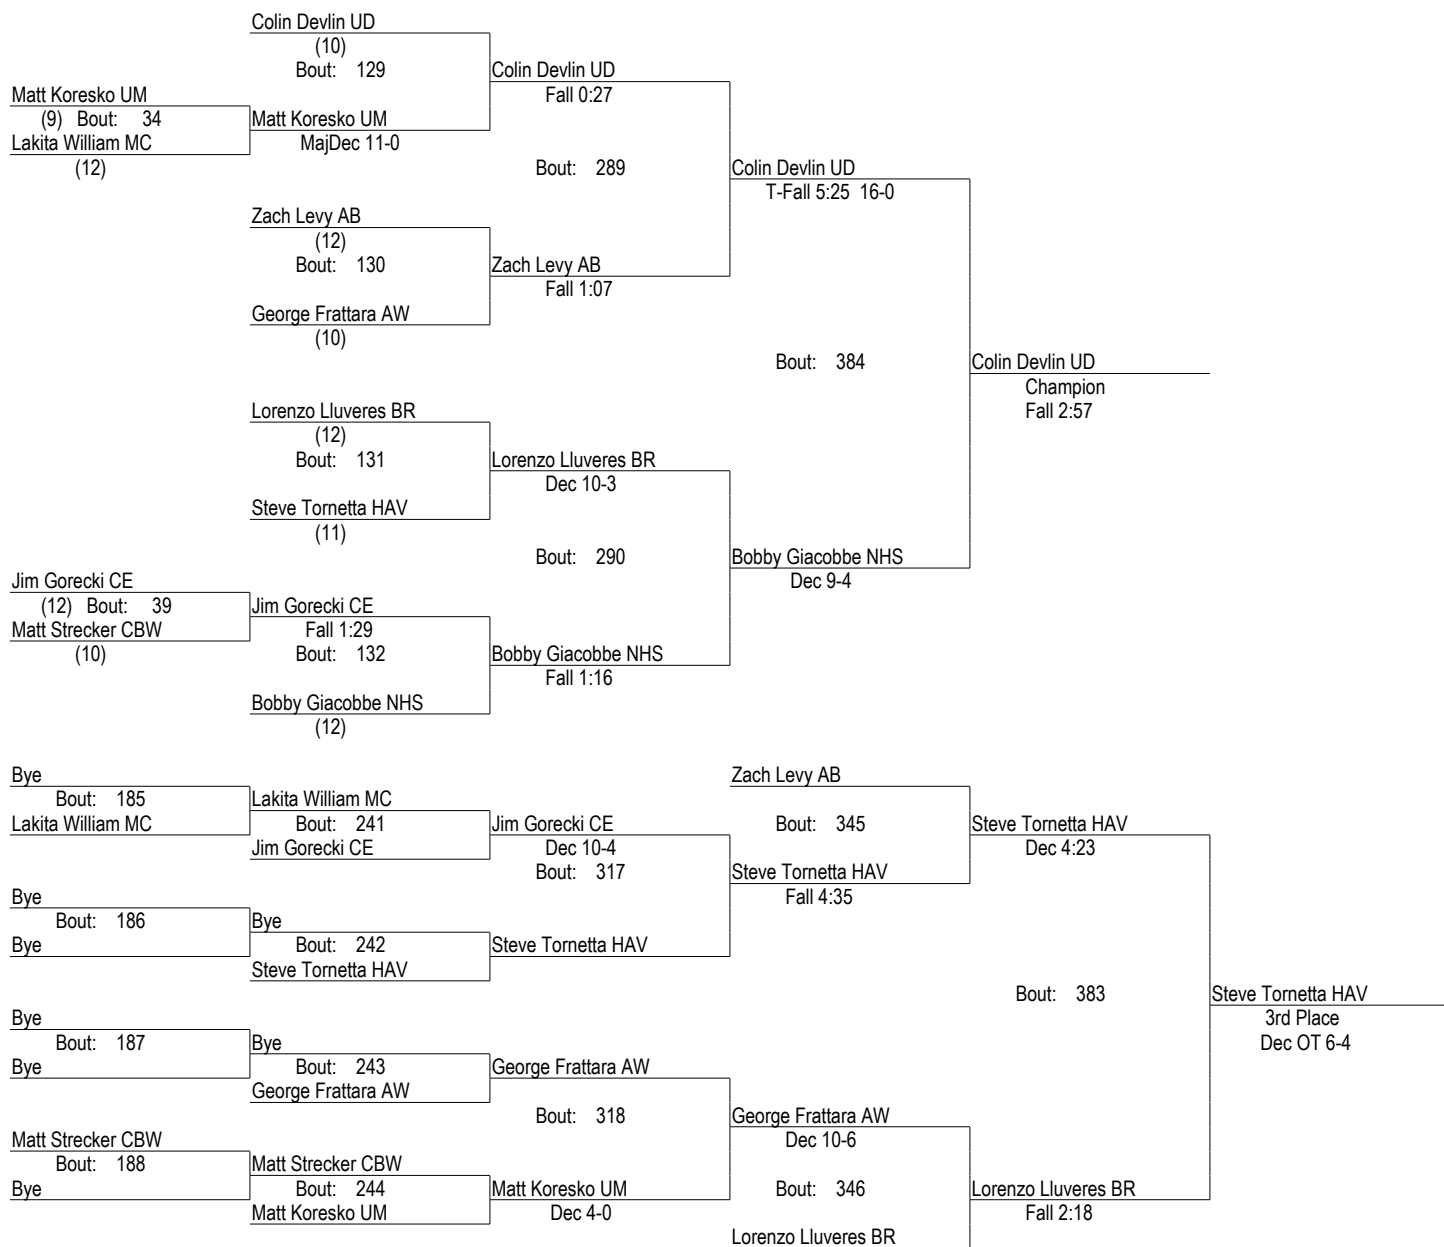 Colin Devlin UD
(10)
Bout: 129
Colin Devlin UD
Matt Koresko UM
Fall 0:27
(9) Bout: 34
Matt Koresko UM
Lakita William MC
MajDec 11-0
(12)
Bout: 289
Colin Devlin UD
T-Fall 5:25 16-0
Zach Levy AB
(12)
Bout: 130
Zach Levy AB
Fall 1:07
George Frattara AW
(10)
Bout: 384
Colin Devlin UD
Champion
Fall 2:57
Lorenzo Lluveres BR
(12)
Bout: 131
Lorenzo Lluveres BR
Dec 10-3
Steve Tornetta HAV
(11)
Bout: 290
Bobby Giacobbe NHS
Dec 9-4
Jim Gorecki CE
(12) Bout: 39
Jim Gorecki CE
Matt Strecker CBW
Fall 1:29
(10)
Bout: 132
Bobby Giacobbe NHS
Fall 1:16
Bobby Giacobbe NHS
(12)
Bye
Zach Levy AB
Bout: 185
Lakita William MC
Lakita William MC
Bout: 241
Jim Gorecki CE
Bout: 345
Steve Tornetta HAV
Jim Gorecki CE
Dec 10-4
Dec 4:23
Bout: 317
Steve Tornetta HAV
Fall 4:35
Bye
Bout: 186
Bye
Bye
Bout: 242
Steve Tornetta HAV
Steve Tornetta HAV
Bout: 383
Steve Tornetta HAV
3rd Place
Dec OT 6-4
Bye
Bout: 187
Bye
Bye
Bout: 243
George Frattara AW
George Frattara AW
Bout: 318
George Frattara AW
Dec 10-6
Matt Strecker CBW
Bout: 188
Matt Strecker CBW
Bye
Bout: 244
Matt Koresko UM
Bout: 346
Lorenzo Lluveres BR
Matt Koresko UM
Dec 4-0
Fall 2:18
Lorenzo Lluveres BR